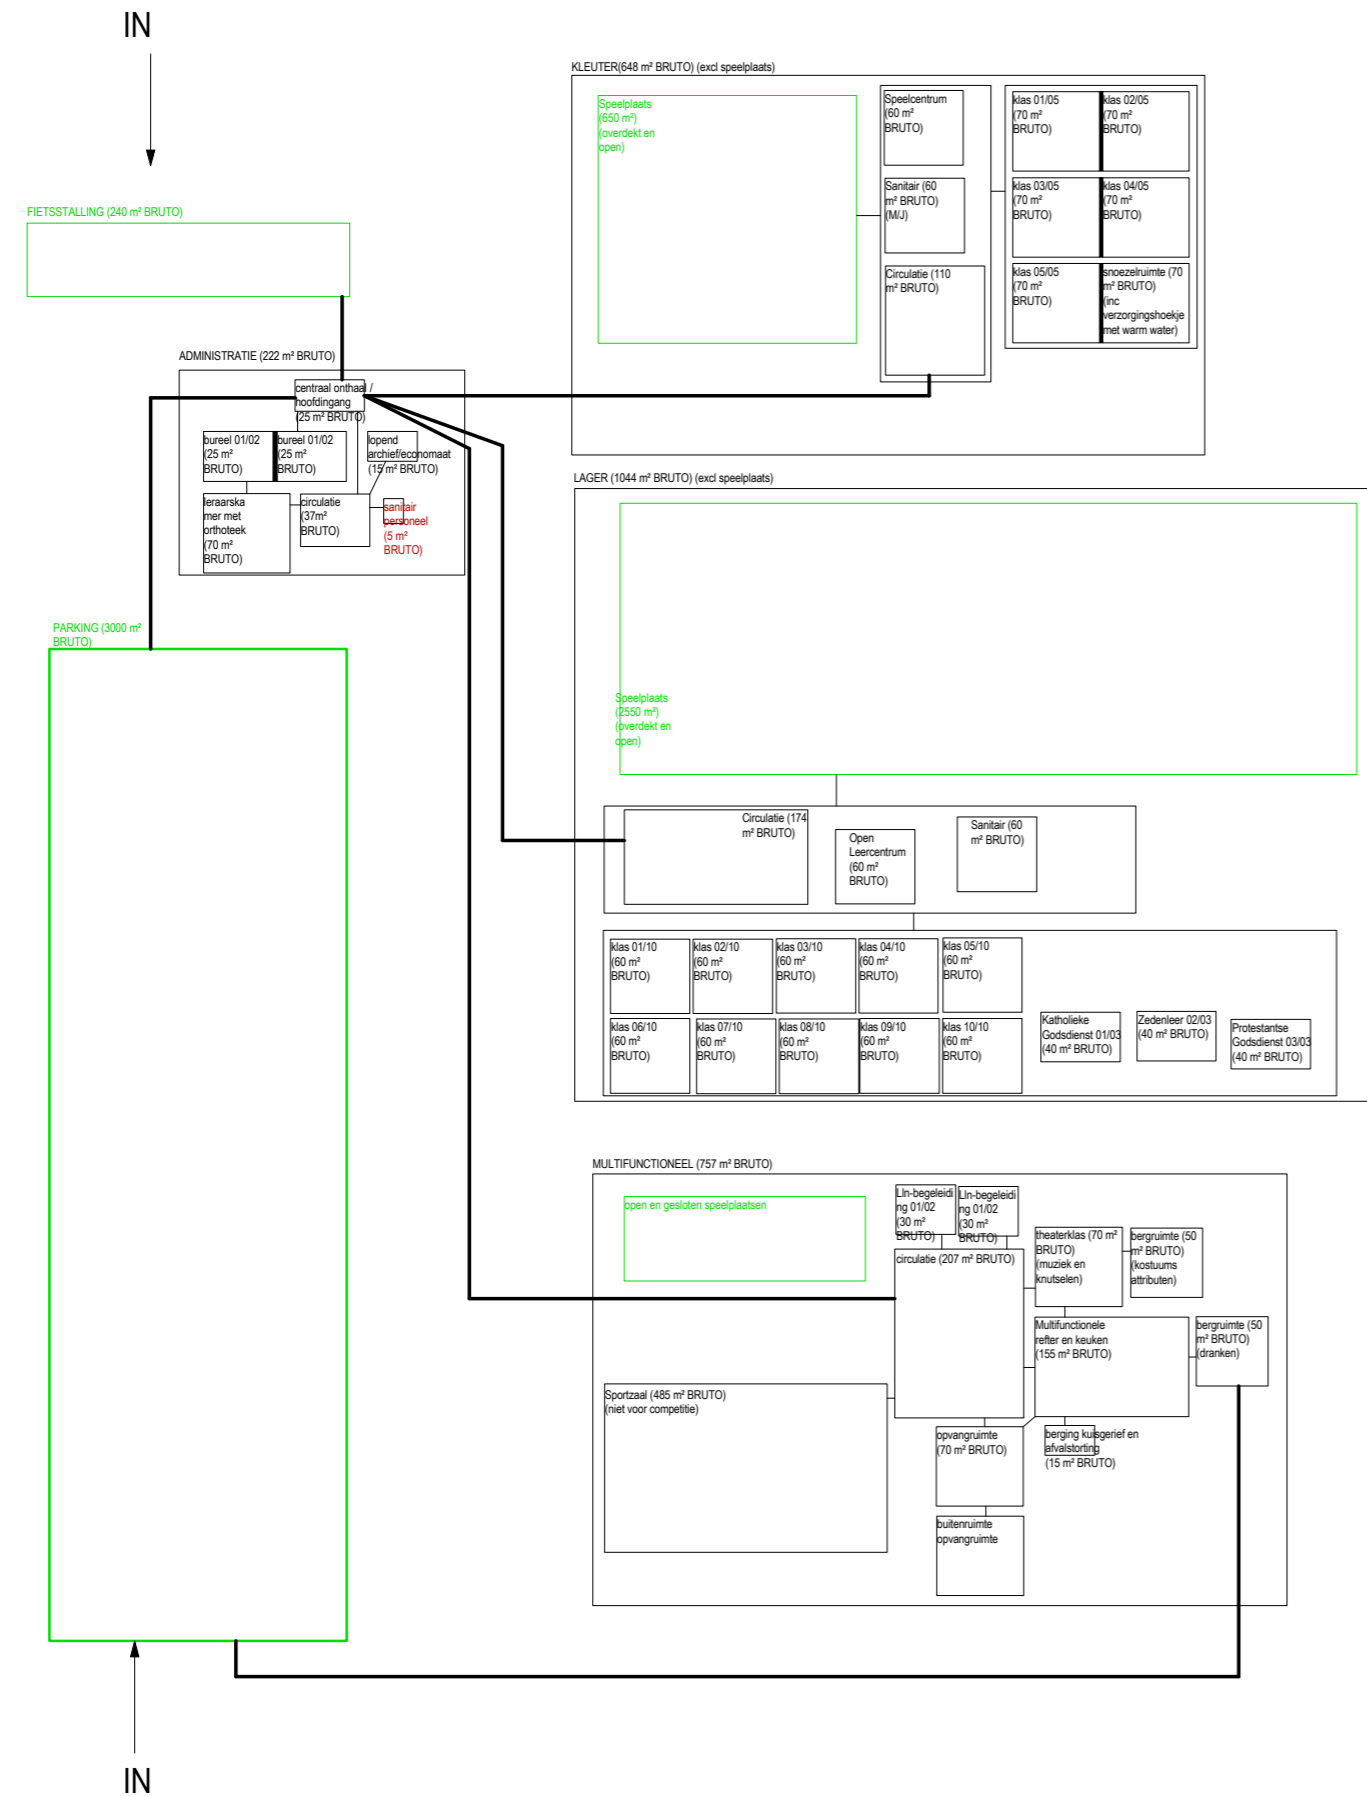 IN
KLEUTER(648 m² BRUTO) (excl speelplaats)
Speelplaats
(650 m²)
(overdekt en
open)
Speelcentrum
(60 m²
BRUTO)
Sanitair (60
m² BRUTO)
(M/J)
Circulatie (110
m² BRUTO)
klas 01/05
(70 m²
BRUTO)
klas 02/05
(70 m²
BRUTO)
klas 03/05
(70 m²
BRUTO)
klas 04/05
(70 m²
BRUTO)
klas 05/05
(70 m²
BRUTO)
snoezelruimte (70
m² BRUTO)
(inc
verzorgingshoekje
met warm water)
FIETSSTALLING (240 m² BRUTO)
ADMINISTRATIE (222 m² BRUTO)
centraal onthaal /
hoofdingang
(25 m² BRUTO)
bureel 01/02
(25 m²
BRUTO)
bureel 01/02
(25 m²
BRUTO)
lopend
archief/economaat
(15 m² BRUTO)
leraarska
mer met
orthoteek
(70 m²
BRUTO)
circulatie
(37m²
BRUTO)
sanitair
personeel
(5 m²
BRUTO)
LAGER (1044 m² BRUTO) (excl speelplaats)
Speelplaats
(2550 m²)
(overdekt en
open)
Circulatie (174
m² BRUTO)
Open
Leercentrum
(60 m²
BRUTO)
Sanitair (60
m² BRUTO)
klas 01/10
(60 m²
BRUTO)
klas 02/10
(60 m²
BRUTO)
klas 03/10
(60 m²
BRUTO)
klas 04/10
(60 m²
BRUTO)
klas 05/10
(60 m²
BRUTO)
klas 06/10
(60 m²
BRUTO)
klas 07/10
(60 m²
BRUTO)
klas 08/10
(60 m²
BRUTO)
klas 09/10
(60 m²
BRUTO)
klas 10/10
(60 m²
BRUTO)
Katholieke
Godsdienst 01/03
(40 m² BRUTO)
Zedenleer 02/03
(40 m² BRUTO)
Protestantse
Godsdienst 03/03
(40 m² BRUTO)
PARKING (3000 m²
BRUTO)
MULTIFUNCTIONEEL (757 m² BRUTO)
open en gesloten speelplaatsen
Lln-begeleidi
ng 01/02
(30 m²
BRUTO)
Lln-begeleidi
ng 01/02
(30 m²
BRUTO)
circulatie (207 m² BRUTO)
theaterklas (70 m²
BRUTO)
(muziek en
knutselen)
bergruimte (50
m² BRUTO)
(kostuums
attributen)
Multifunctionele
refter en keuken
(155 m² BRUTO)
bergruimte (50
m² BRUTO)
(dranken)
Sportzaal (485 m² BRUTO)
(niet voor competitie)
opvangruimte
(70 m² BRUTO)
berging kuisgerief en
afvalstorting
(15 m² BRUTO)
buitenruimte
opvangruimte
IN